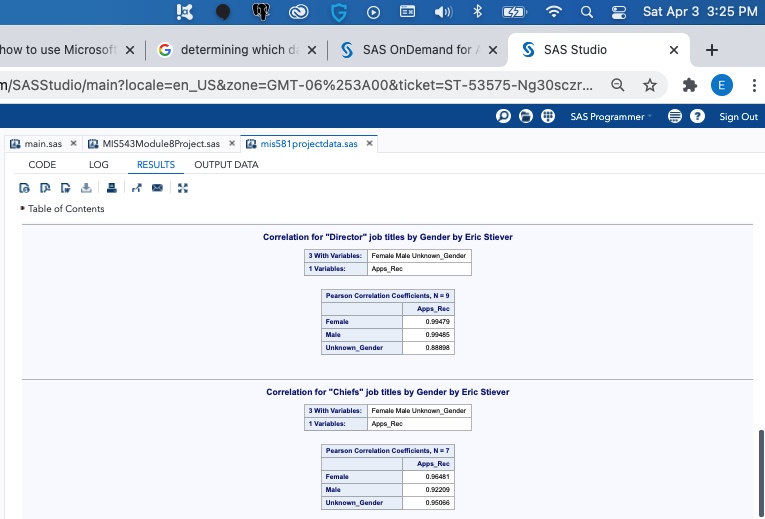 Sat Apr 3 3:25 PM
how to use Microsoft
determining which da
SAS OnDemand for A
SAS Studio
m/SASStudio/main?locale=en_US&zone=GMT-06%253A00&ticket=ST-53575-Ng30sczr...
E
SAS Programmer
Sign Out
main.sas
MIS543Module8Project.sas
mis581projectdata.sas
CODE LOG RESULTS OUTPUT DATA
Table of Contents
Correlation for "Director" job titles by Gender by Eric Stiever
3 With Variables: Female Male Unknown_Gender
1 Variables: Apps_Rec
Pearson Correlation Coefficients, N = 9
Apps_Rec
Female 0.99479
Male 0.99485
Unknown_Gender 0.88898
Correlation for "Chiefs" job titles by Gender by Eric Stiever
3 With Variables: Female Male Unknown_Gender
1 Variables: Apps_Rec
Pearson Correlation Coefficients, N = 7
Apps_Rec
Female 0.96481
Male 0.92209
Unknown_Gender 0.95066